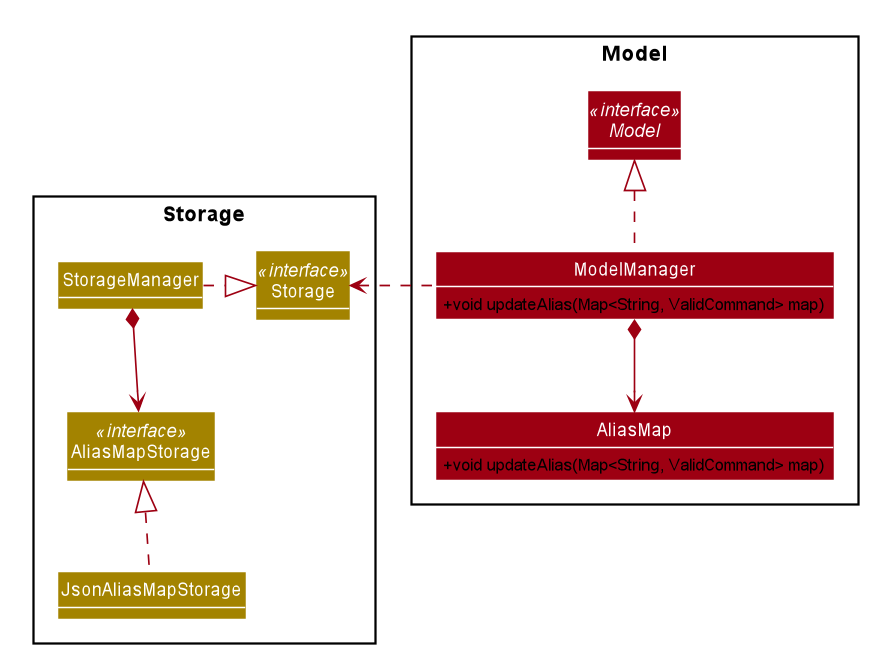 Model
«interface»
Model
Storage
StorageManager
«interface»
Storage
ModelManager
+void updateAlias(Map<String, ValidCommand> map)
«interface»
AliasMapStorage
AliasMap
+void updateAlias(Map<String, ValidCommand> map)
JsonAliasMapStorage